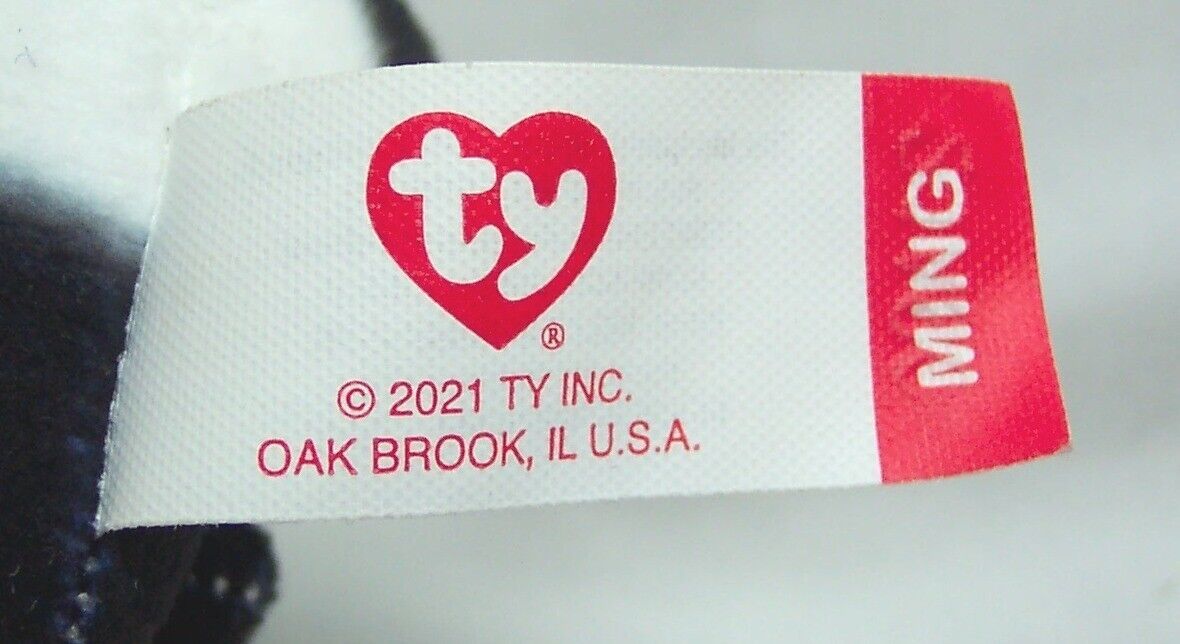 ty
®
© 2021 TY INC.
OAK BROOK, IL U.S.A.
MING